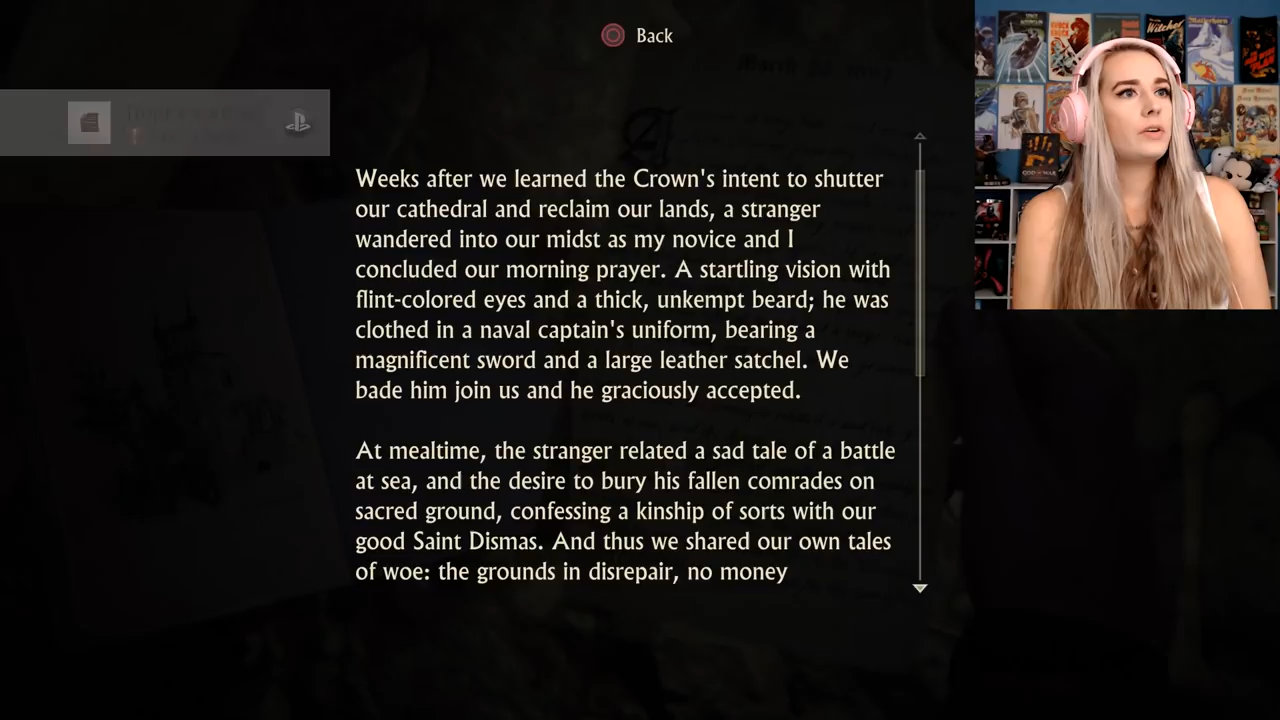 Back
Weeks after we learned the Crown's intent to shutter
our cathedral and reclaim our lands, a stranger
wandered into our midst as my novice and I
concluded our morning prayer. A startling vision with
flint-colored eyes and a thick, unkempt beard; he was
clothed in a naval captain's uniform, bearing a
magnificent sword and a large leather satchel. We
bade him join us and he graciously accepted.
At mealtime, the stranger related a sad tale of a battle
at sea, and the desire to bury his fallen comrades on
sacred ground, confessing a kinship of sorts with our
good Saint Dismas. And thus we shared our own tales
of woe: the grounds in disrepair, no money
Witcher
GOD OF WAR